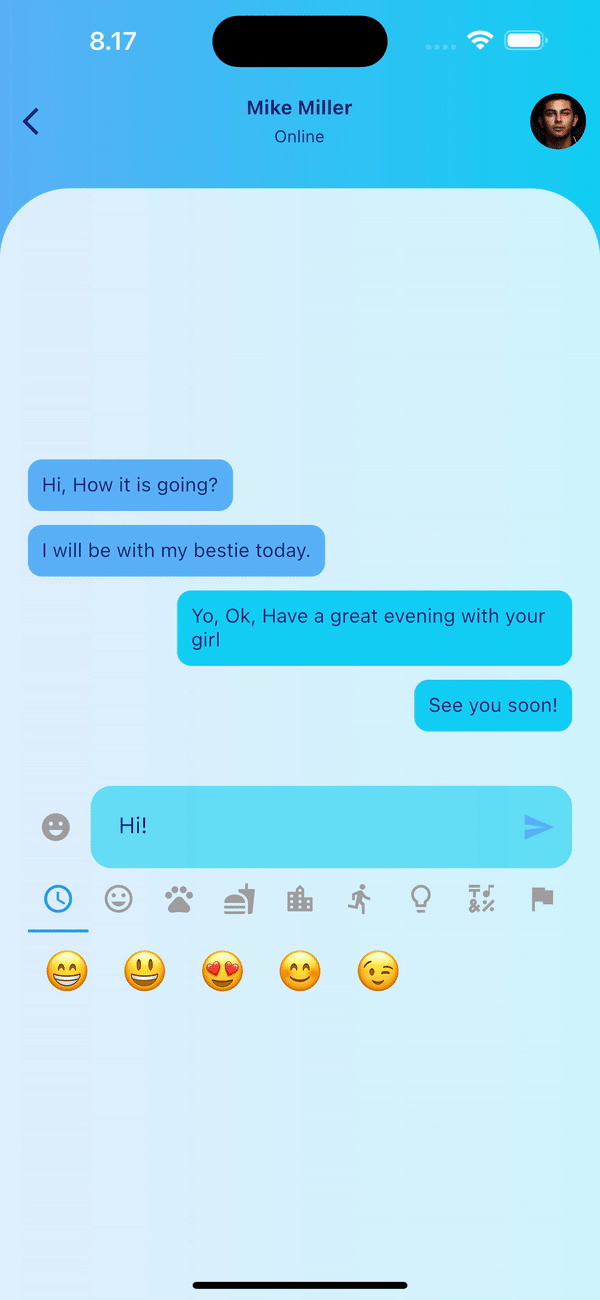 8.17
Mike Miller
Online
Hi, How it is going?
I will be with my bestie today.
Yo, Ok, Have a great evening with your
girl
See you soon!
Hi!